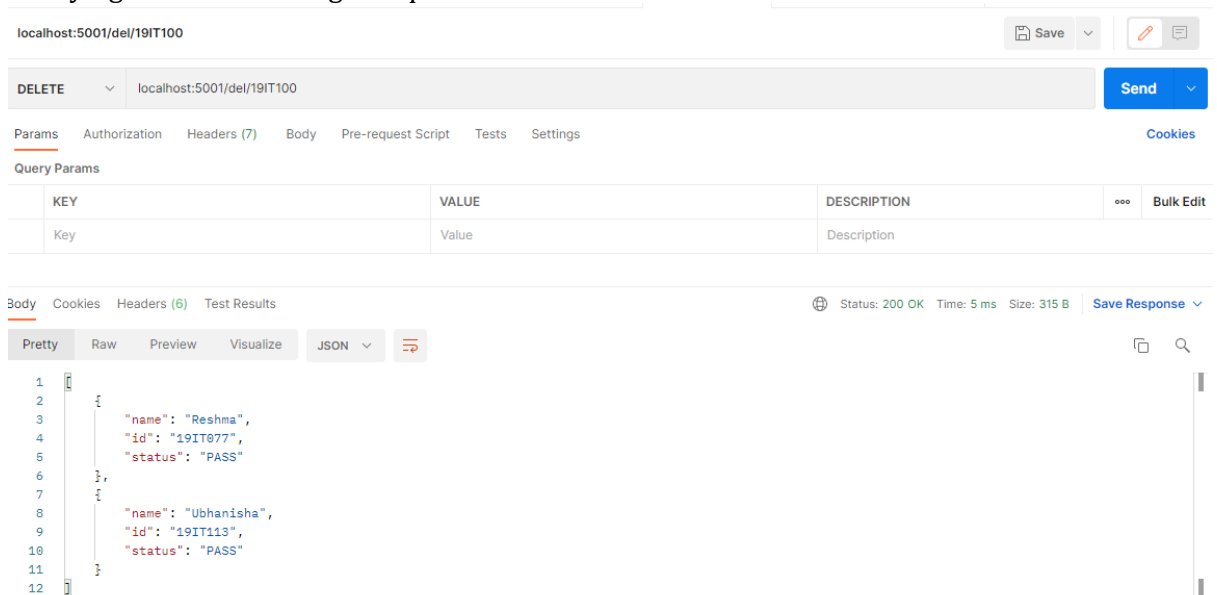 localhost:5001/del/19IT100
Save
DELETE localhost:5001/del/19IT100 Send
Params Authorization Headers (7) Body Pre-request Script Tests Settings Cookies
Query Params
KEY VALUE DESCRIPTION ooo Bulk Edit
Key Value Description
Body Cookies Headers (6) Test Results Status: 200 OK Time: 5 ms Size: 315 B Save Response
Pretty Raw Preview Visualize JSON
1 [
2 {
3 "name": "Reshma",
4 "id": "19IT077",
5 "status": "PASS"
6 },
7 {
8 "name": "Ubhanisha",
9 "id": "19IT113",
10 "status": "PASS"
11 }
12 ]